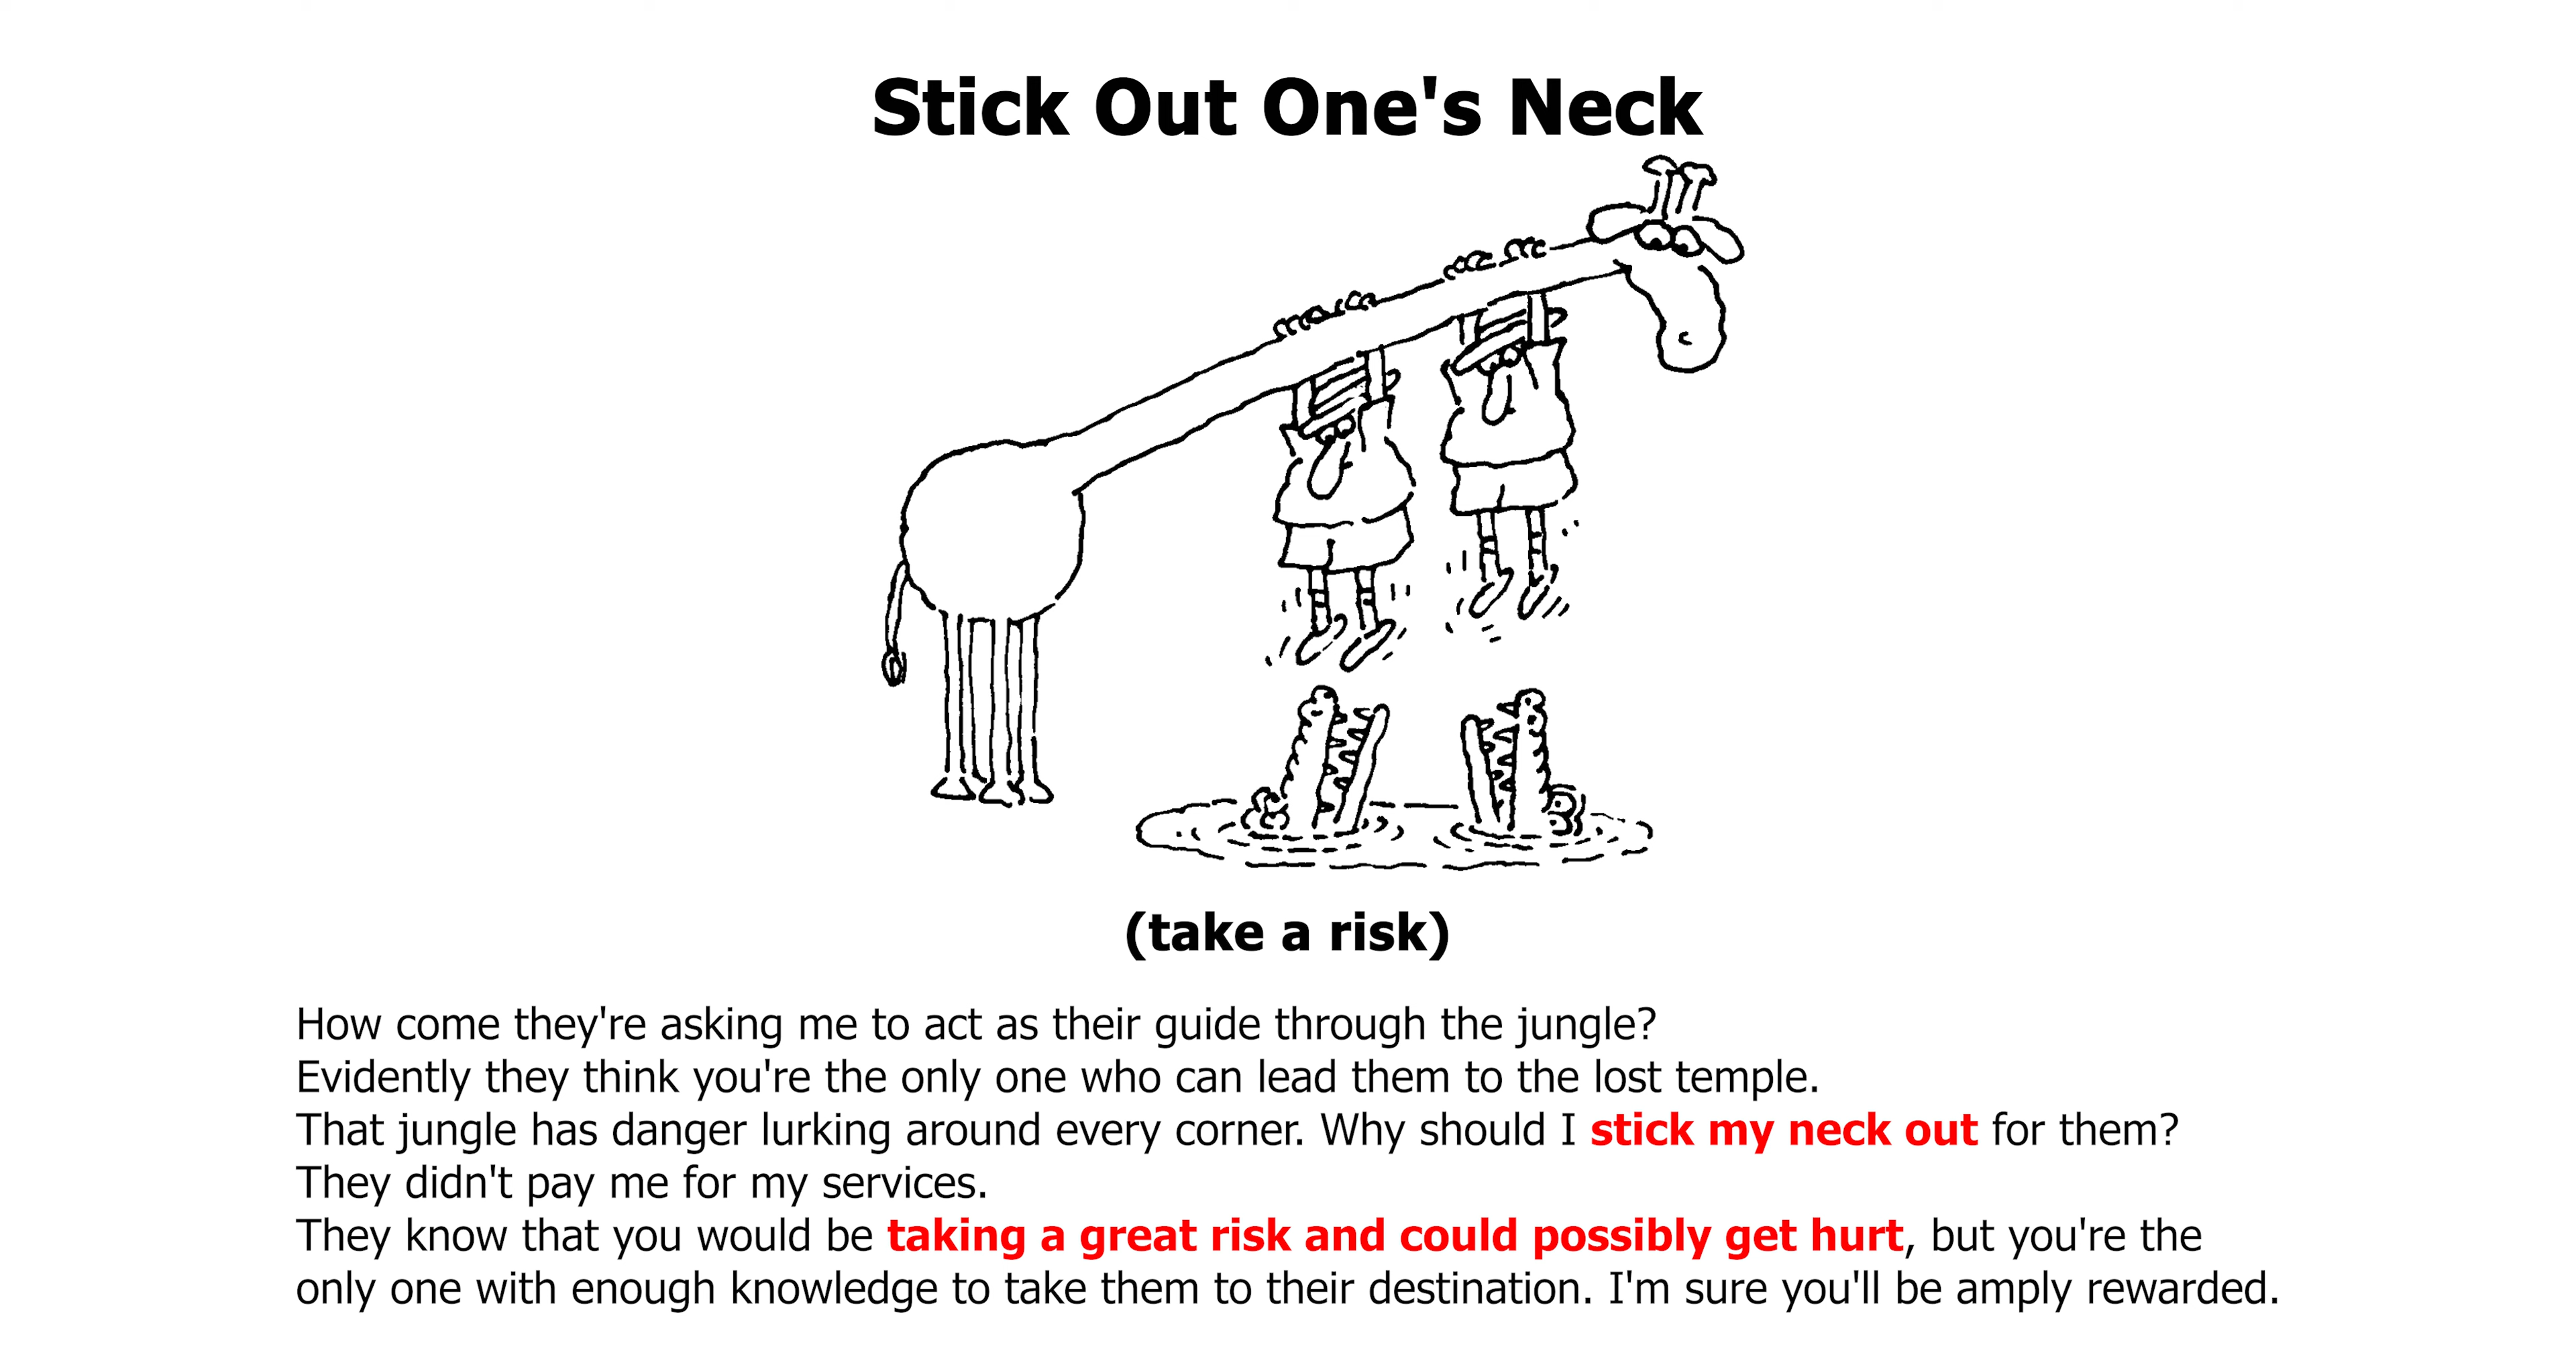 Stick Out One's Neck
(take a risk)
How come they're asking me to act as their guide through the jungle?
Evidently they think you're the only one who can lead them to the lost temple.
That jungle has danger lurking around every corner. Why should I stick my neck out for them?
They didn't pay me for my services.
They know that you would be taking a great risk and could possibly get hurt, but you're the
only one with enough knowledge to take them to their destination. I'm sure you'll be amply rewarded.